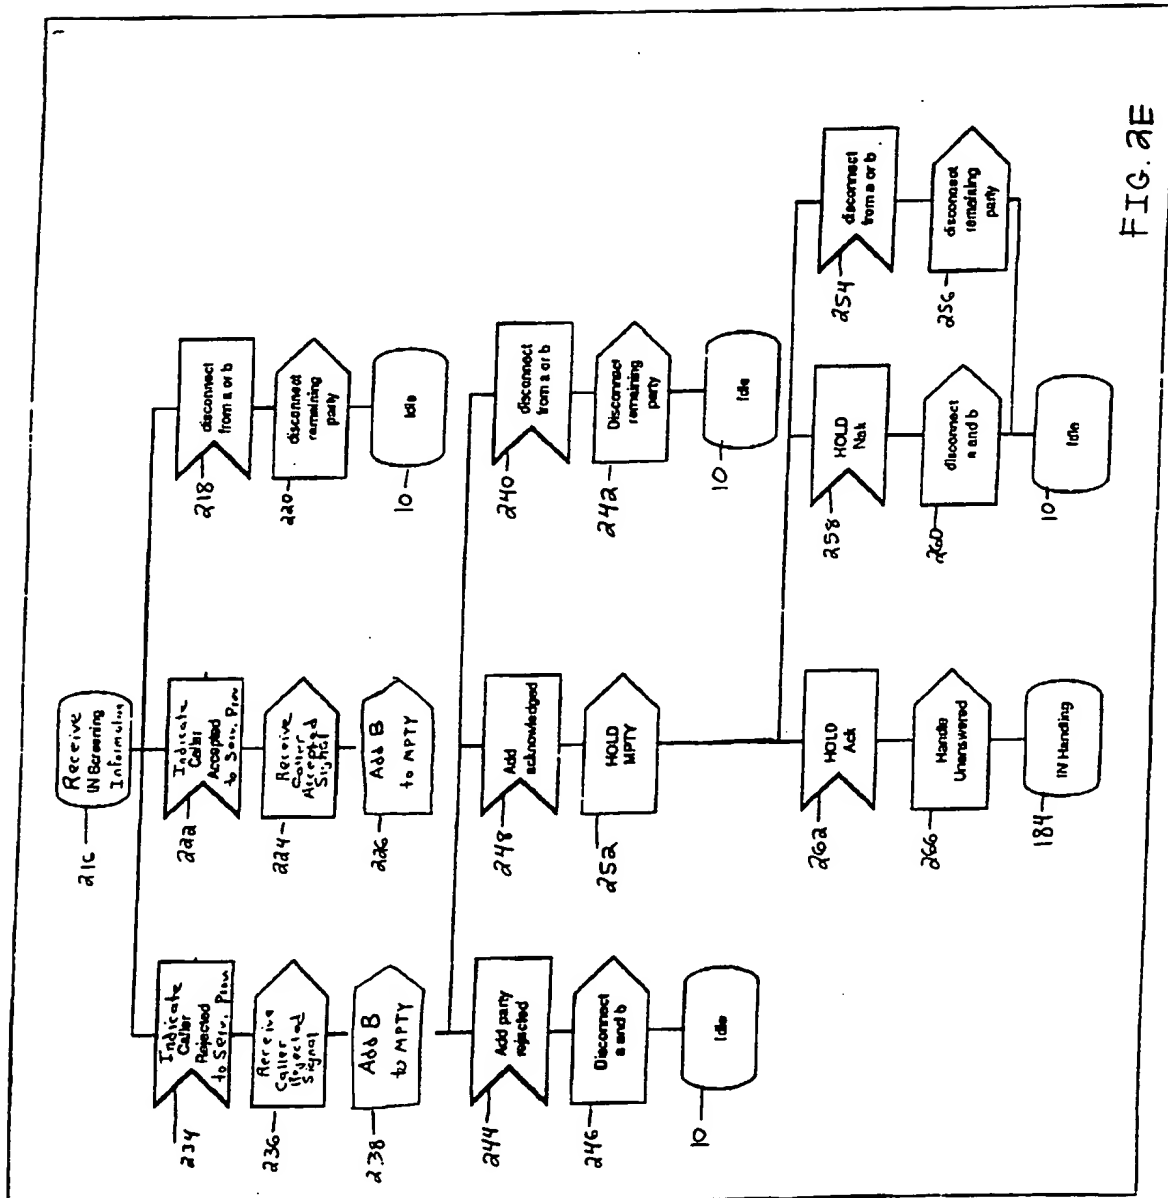 216
Receive
IN Screening
Information
234
Indicate
Caller
Rejected
to Serv. Prov
222
Indicate
Caller
Accepted
to Serv. Prov
218
disconnect
from a or b
236
Receive
Caller
Rejected
Signal
224
Receive
Caller
Accepted
Signal
220
disconnect
remaining
party
238
Add B
to MPTY
226
Add B
to MPTY
10
Idle
244
Add party
rejected
248
Add
acknowledged
240
disconnect
from a or b
246
Disconnect
a and b
252
HOLD
MPTY
242
Disconnect
remaining
party
10
Idle
10
Idle
262
HOLD
Ack
258
HOLD
Nak
254
disconnect
from a or b
266
Handle
Unanswered
260
disconnect
a and b
256
disconnect
remaining
party
184
IN Handing
10
Idle
FIG. 2E